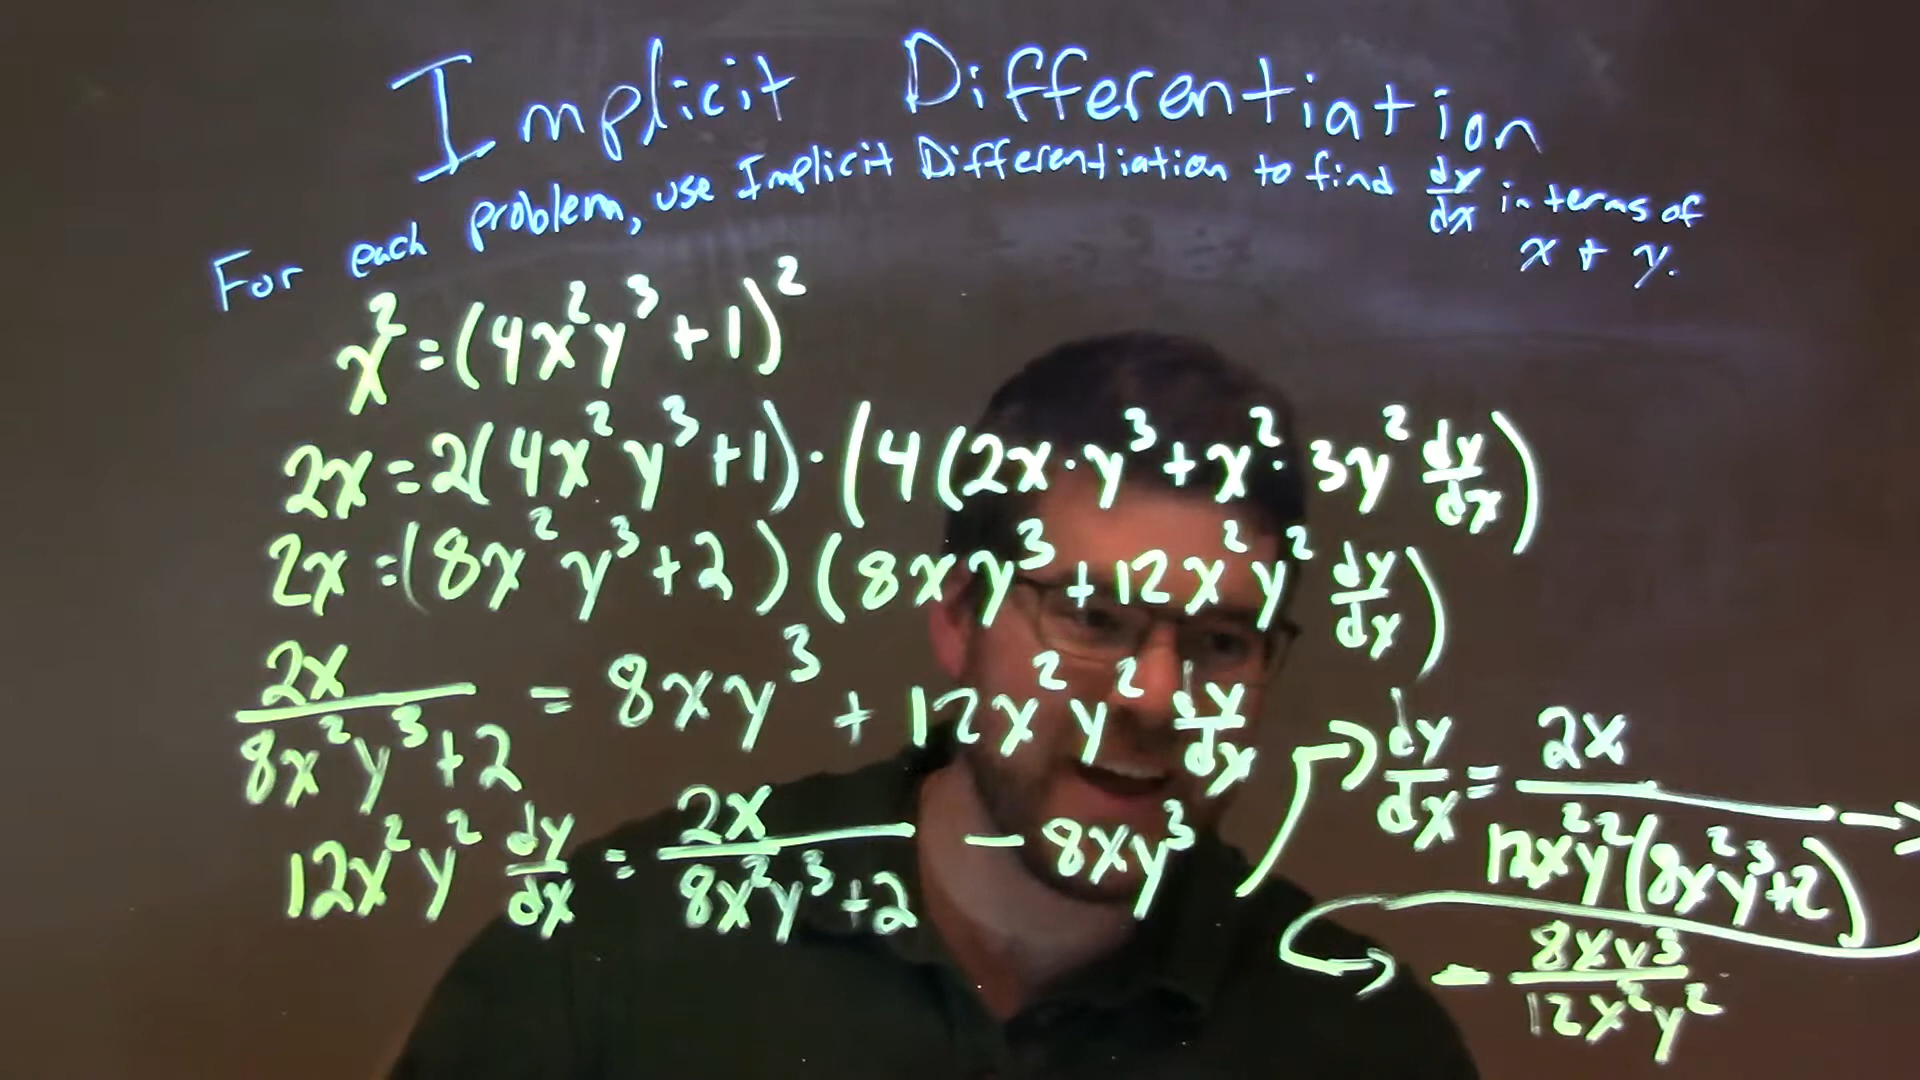 Implicit Differentiation
For each problem, use Implicit Differentiation to find dy/dx in terms of x + y.
x² = (4x²y³ + 1)²
2x = 2(4x²y³ + 1) · (4(2x · y³ + x² · 3y² dy/dx)
2x = (8x²y³ + 2)(8xy³ + 12x²y² dy/dx)
2x/(8x²y³ + 2) = 8xy³ + 12x²y² dy/dx
12x²y² dy/dx = 2x/(8x²y³ + 2) − 8xy³
→ dy/dx = 2x/(12x²y²(8x²y³ + 2)) →
→ − 8xy³/(12x²y²)